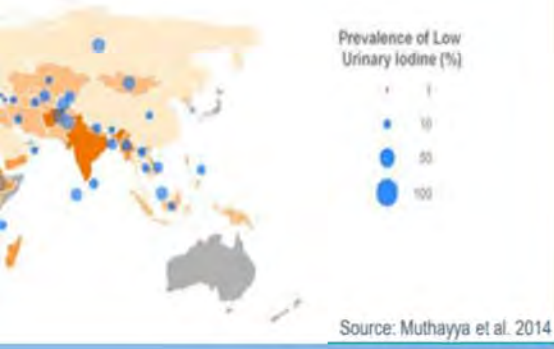 Prevalence of Low
Urinary Iodine (%)
1
10
50
100
Source: Muthayya et al. 2014